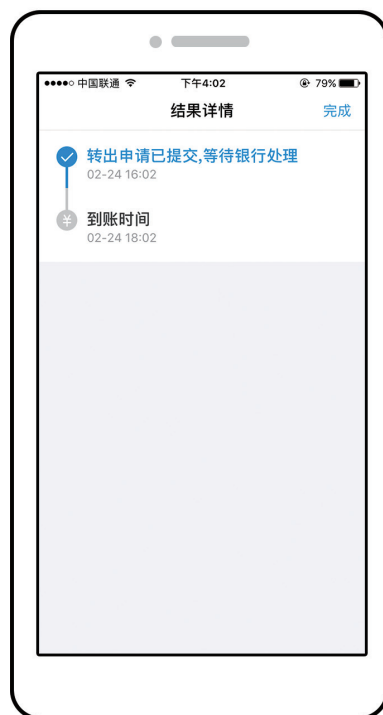 中国联通 下午4:02 79%
结果详情 完成
转出申请已提交,等待银行处理
02-24 16:02
¥ 到账时间
02-24 18:02